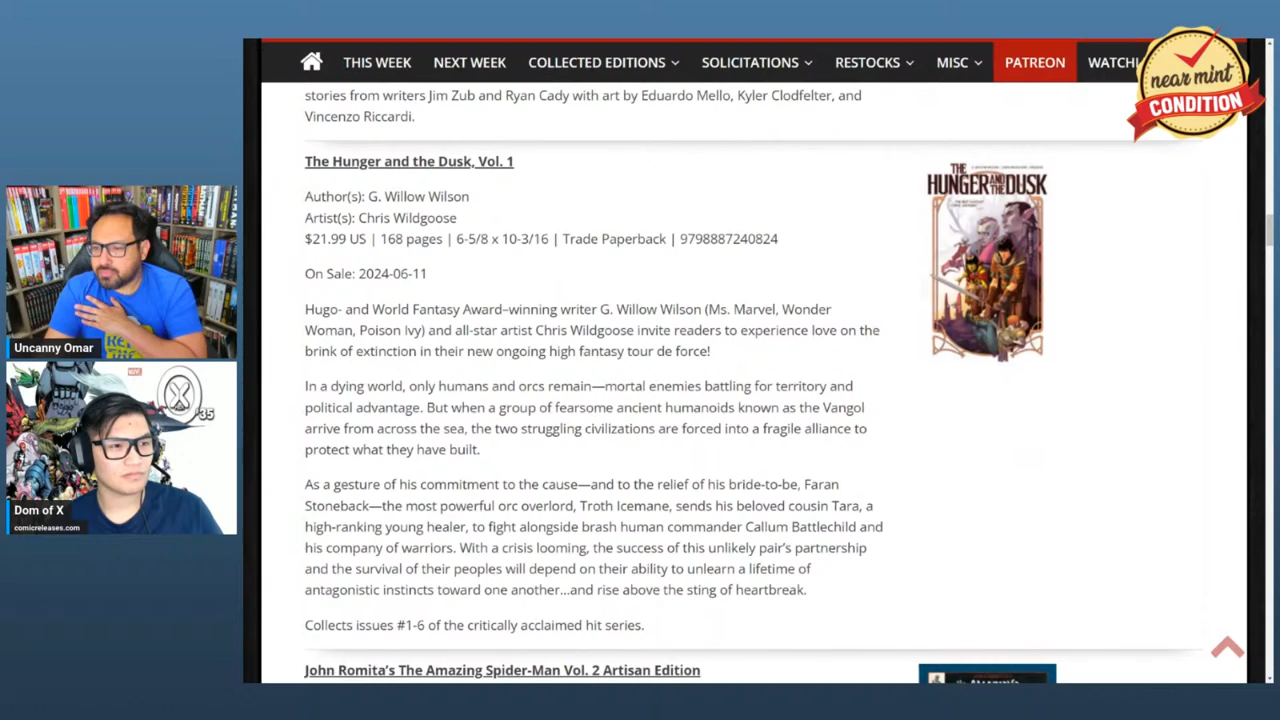 THIS WEEK NEXT WEEK COLLECTED EDITIONS SOLICITATIONS RESTOCKS MISC PATREON
near mint
CONDITION
stories from writers Jim Zub and Ryan Cady with art by Eduardo Mello, Kyler Clodfelter, and
Vincenzo Riccardi.
The Hunger and the Dusk, Vol. 1
Author(s): G. Willow Wilson
Artist(s): Chris Wildgoose
$21.99 US | 168 pages | 6-5/8 x 10-3/16 | Trade Paperback | 9798887240824
On Sale: 2024-06-11
Hugo- and World Fantasy Award–winning writer G. Willow Wilson (Ms. Marvel, Wonder
Woman, Poison Ivy) and all-star artist Chris Wildgoose invite readers to experience love on the
brink of extinction in their new ongoing high fantasy tour de force!
In a dying world, only humans and orcs remain—mortal enemies battling for territory and
political advantage. But when a group of fearsome ancient humanoids known as the Vangol
arrive from across the sea, the two struggling civilizations are forced into a fragile alliance to
protect what they have built.
As a gesture of his commitment to the cause—and to the relief of his bride-to-be, Faran
Stoneback—the most powerful orc overlord, Troth Icemane, sends his beloved cousin Tara, a
high-ranking young healer, to fight alongside brash human commander Callum Battlechild and
his company of warriors. With a crisis looming, the success of this unlikely pair's partnership
and the survival of their peoples will depend on their ability to unlearn a lifetime of
antagonistic instincts toward one another…and rise above the sting of heartbreak.
Collects issues #1-6 of the critically acclaimed hit series.
John Romita's The Amazing Spider-Man Vol. 2 Artisan Edition
THE
HUNGER AND THE DUSK
Uncanny Omar
X
35
Dom of X
comicreleases.com